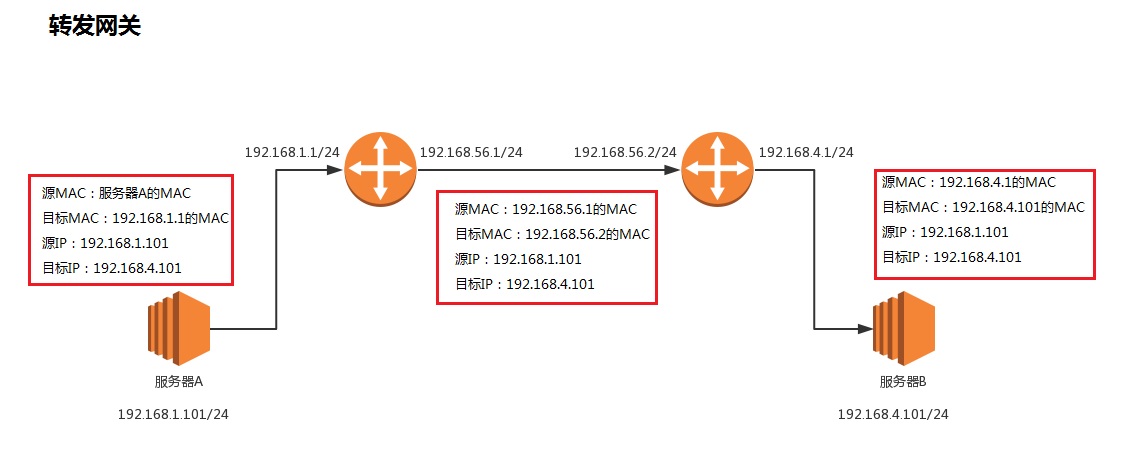 转发网关
192.168.1.1/24
192.168.56.1/24
192.168.56.2/24
192.168.4.1/24
源MAC：服务器A的MAC
目标MAC：192.168.1.1的MAC
源IP：192.168.1.101
目标IP：192.168.4.101
源MAC：192.168.56.1的MAC
目标MAC：192.168.56.2的MAC
源IP：192.168.1.101
目标IP：192.168.4.101
源MAC：192.168.4.1的MAC
目标MAC：192.168.4.101的MAC
源IP：192.168.1.101
目标IP：192.168.4.101
服务器A
192.168.1.101/24
服务器B
192.168.4.101/24